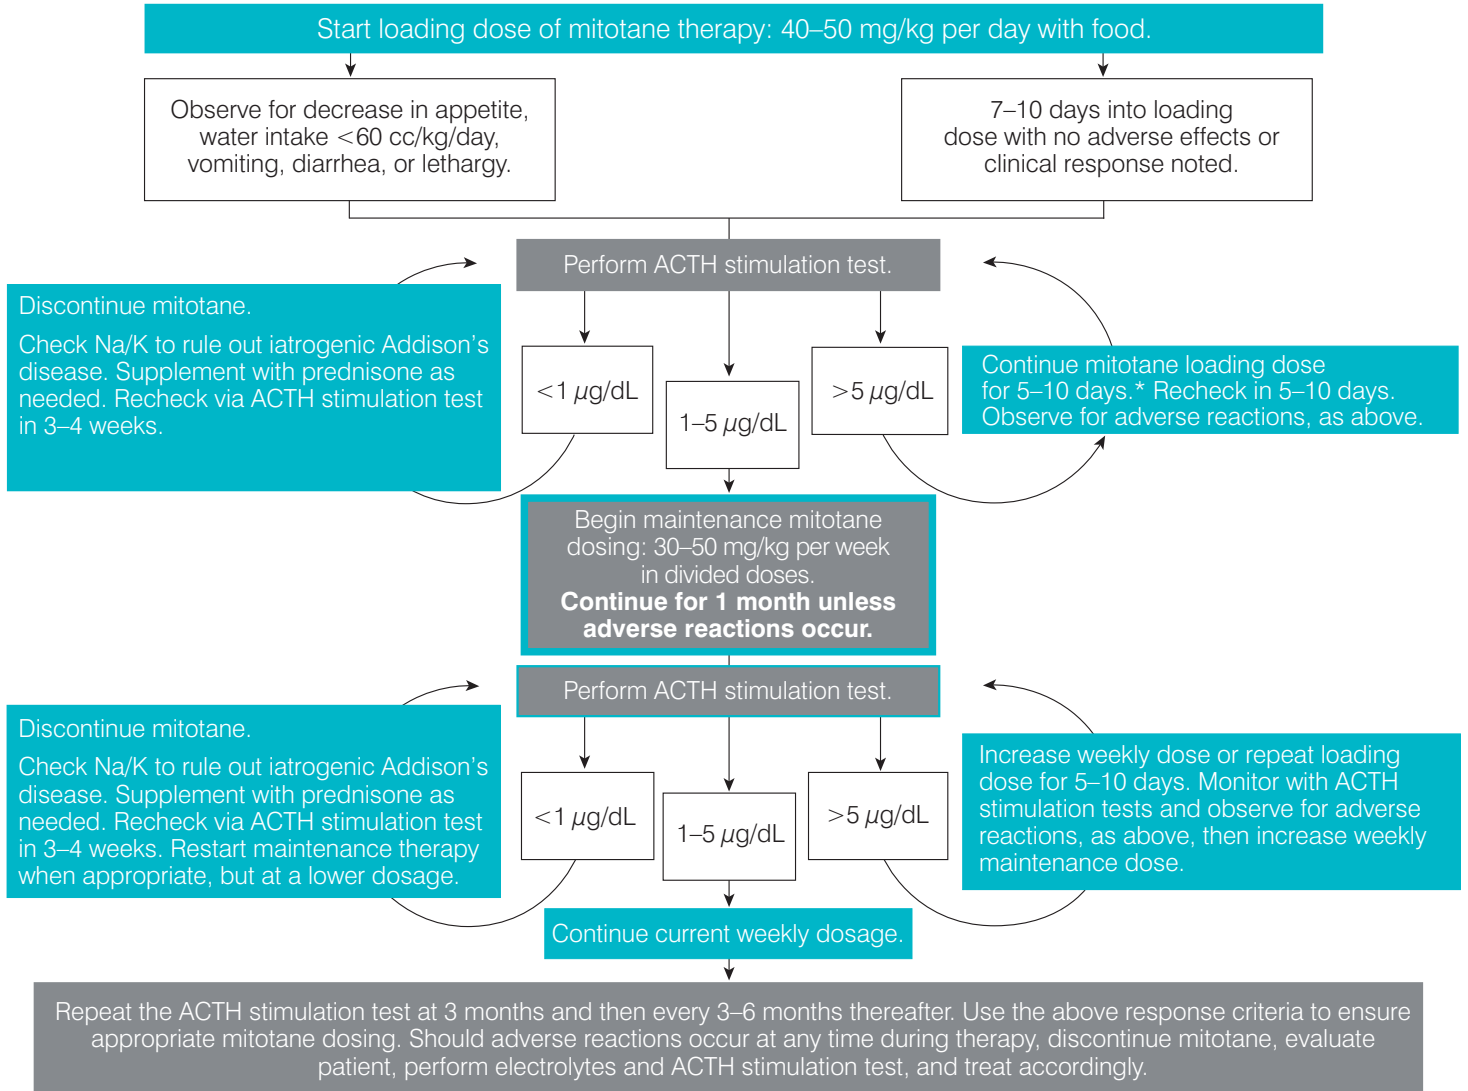 Start loading dose of mitotane therapy: 40–50 mg/kg per day with food.
Observe for decrease in appetite,
water intake <60 cc/kg/day,
vomiting, diarrhea, or lethargy.
7–10 days into loading
dose with no adverse effects or
clinical response noted.
Perform ACTH stimulation test.
Discontinue mitotane.
Check Na/K to rule out iatrogenic Addison's
disease. Supplement with prednisone as
needed. Recheck via ACTH stimulation test
in 3–4 weeks.
<1 µg/dL
1–5 µg/dL
>5 µg/dL
Continue mitotane loading dose
for 5–10 days.* Recheck in 5–10 days.
Observe for adverse reactions, as above.
Begin maintenance mitotane
dosing: 30–50 mg/kg per week
in divided doses.
Continue for 1 month unless
adverse reactions occur.
Perform ACTH stimulation test.
Discontinue mitotane.
Check Na/K to rule out iatrogenic Addison's
disease. Supplement with prednisone as
needed. Recheck via ACTH stimulation test
in 3–4 weeks. Restart maintenance therapy
when appropriate, but at a lower dosage.
<1 µg/dL
1–5 µg/dL
>5 µg/dL
Increase weekly dose or repeat loading
dose for 5–10 days. Monitor with ACTH
stimulation tests and observe for adverse
reactions, as above, then increase weekly
maintenance dose.
Continue current weekly dosage.
Repeat the ACTH stimulation test at 3 months and then every 3–6 months thereafter. Use the above response criteria to ensure
appropriate mitotane dosing. Should adverse reactions occur at any time during therapy, discontinue mitotane, evaluate
patient, perform electrolytes and ACTH stimulation test, and treat accordingly.